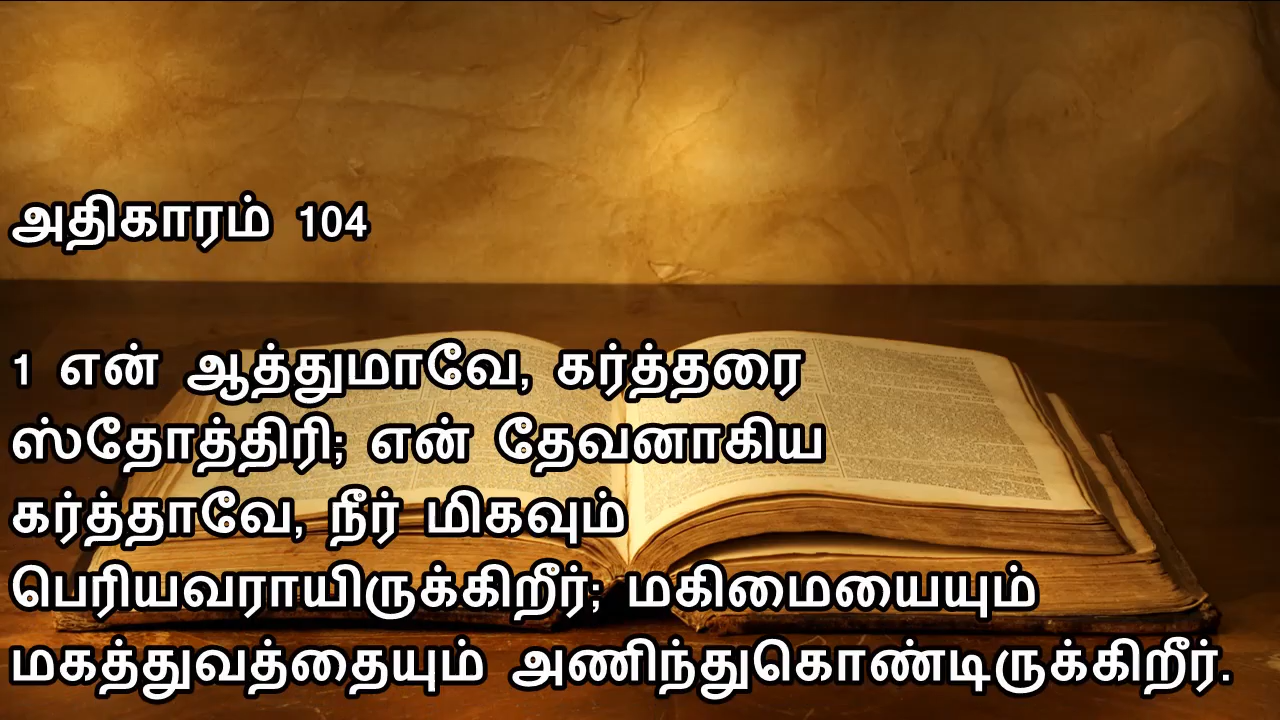 அதிகாரம் 104
1 என் ஆத்துமாவே, கர்த்தரை
ஸ்தோத்திரி; என் தேவனாகிய
கர்த்தாவே, நீர் மிகவும்
பெரியவராயிருக்கிறீர்; மகிமையையும்
மகத்துவத்தையும் அணிந்துகொண்டிருக்கிறீர்.